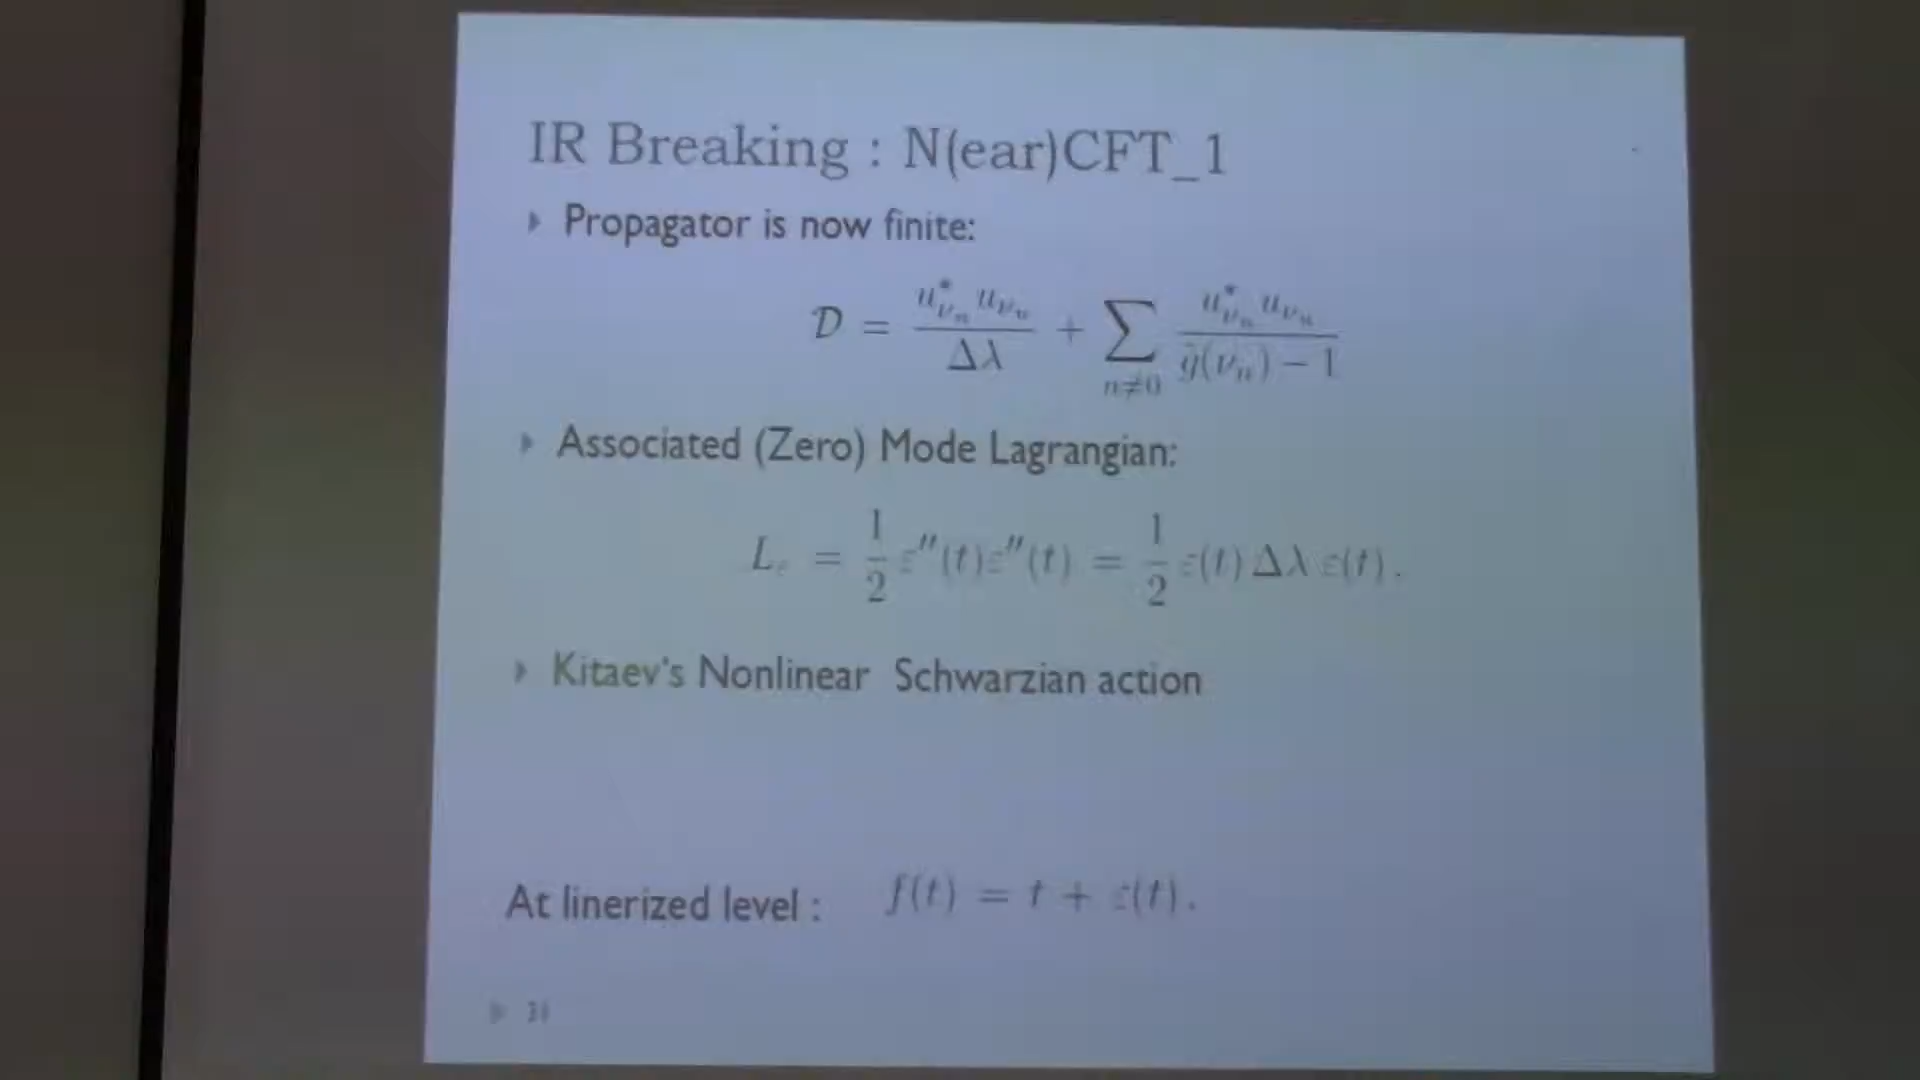 IR Breaking : N(ear)CFT_1
Propagator is now finite:
D = u*_{ν_n} u_{ν_n} / Δλ + Σ_{n≠0} u*_{ν_n} u_{ν_n} / g̃(ν_n) − 1
Associated (Zero) Mode Lagrangian:
L_ε = 1/2 ε''(t)ε''(t) = 1/2 ε(t) Δλ ε(t).
Kitaev's Nonlinear Schwarzian action
At linerized level : f(t) = t + ε(t).